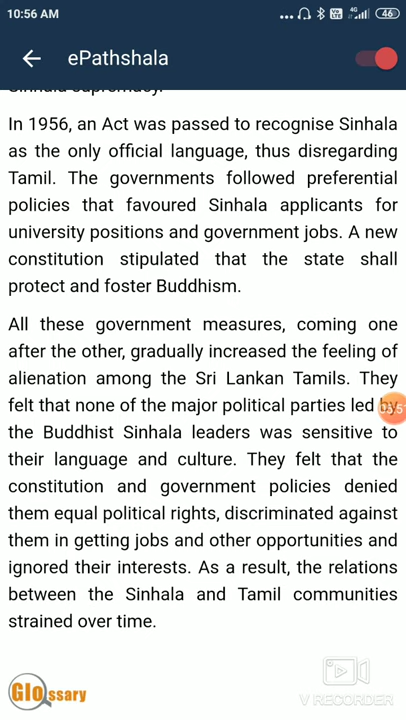 10:56 AM
4G
46
ePathshala
Sinhala supremacy.
In 1956, an Act was passed to recognise Sinhala
as the only official language, thus disregarding
Tamil. The governments followed preferential
policies that favoured Sinhala applicants for
university positions and government jobs. A new
constitution stipulated that the state shall
protect and foster Buddhism.
All these government measures, coming one
after the other, gradually increased the feeling of
alienation among the Sri Lankan Tamils. They
felt that none of the major political parties led by
the Buddhist Sinhala leaders was sensitive to
their language and culture. They felt that the
constitution and government policies denied
them equal political rights, discriminated against
them in getting jobs and other opportunities and
ignored their interests. As a result, the relations
between the Sinhala and Tamil communities
strained over time.
Glossary
V RECORDER